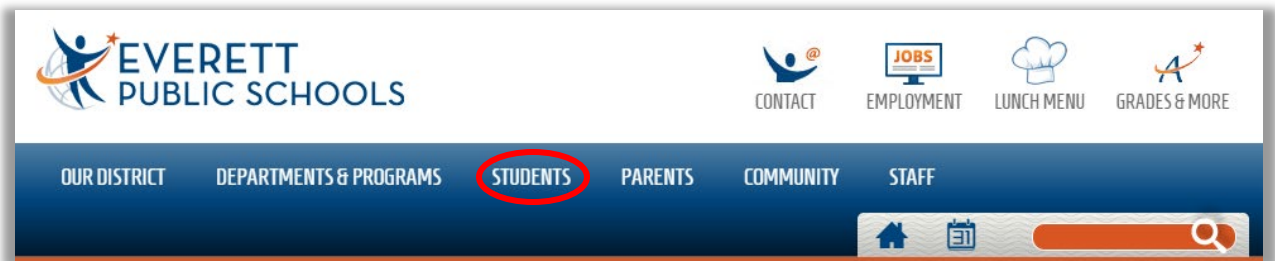 EVERETT
PUBLIC SCHOOLS
@
JOBS
A
CONTACT EMPLOYMENT LUNCH MENU GRADES & MORE
OUR DISTRICT DEPARTMENTS & PROGRAMS STUDENTS PARENTS COMMUNITY STAFF
31